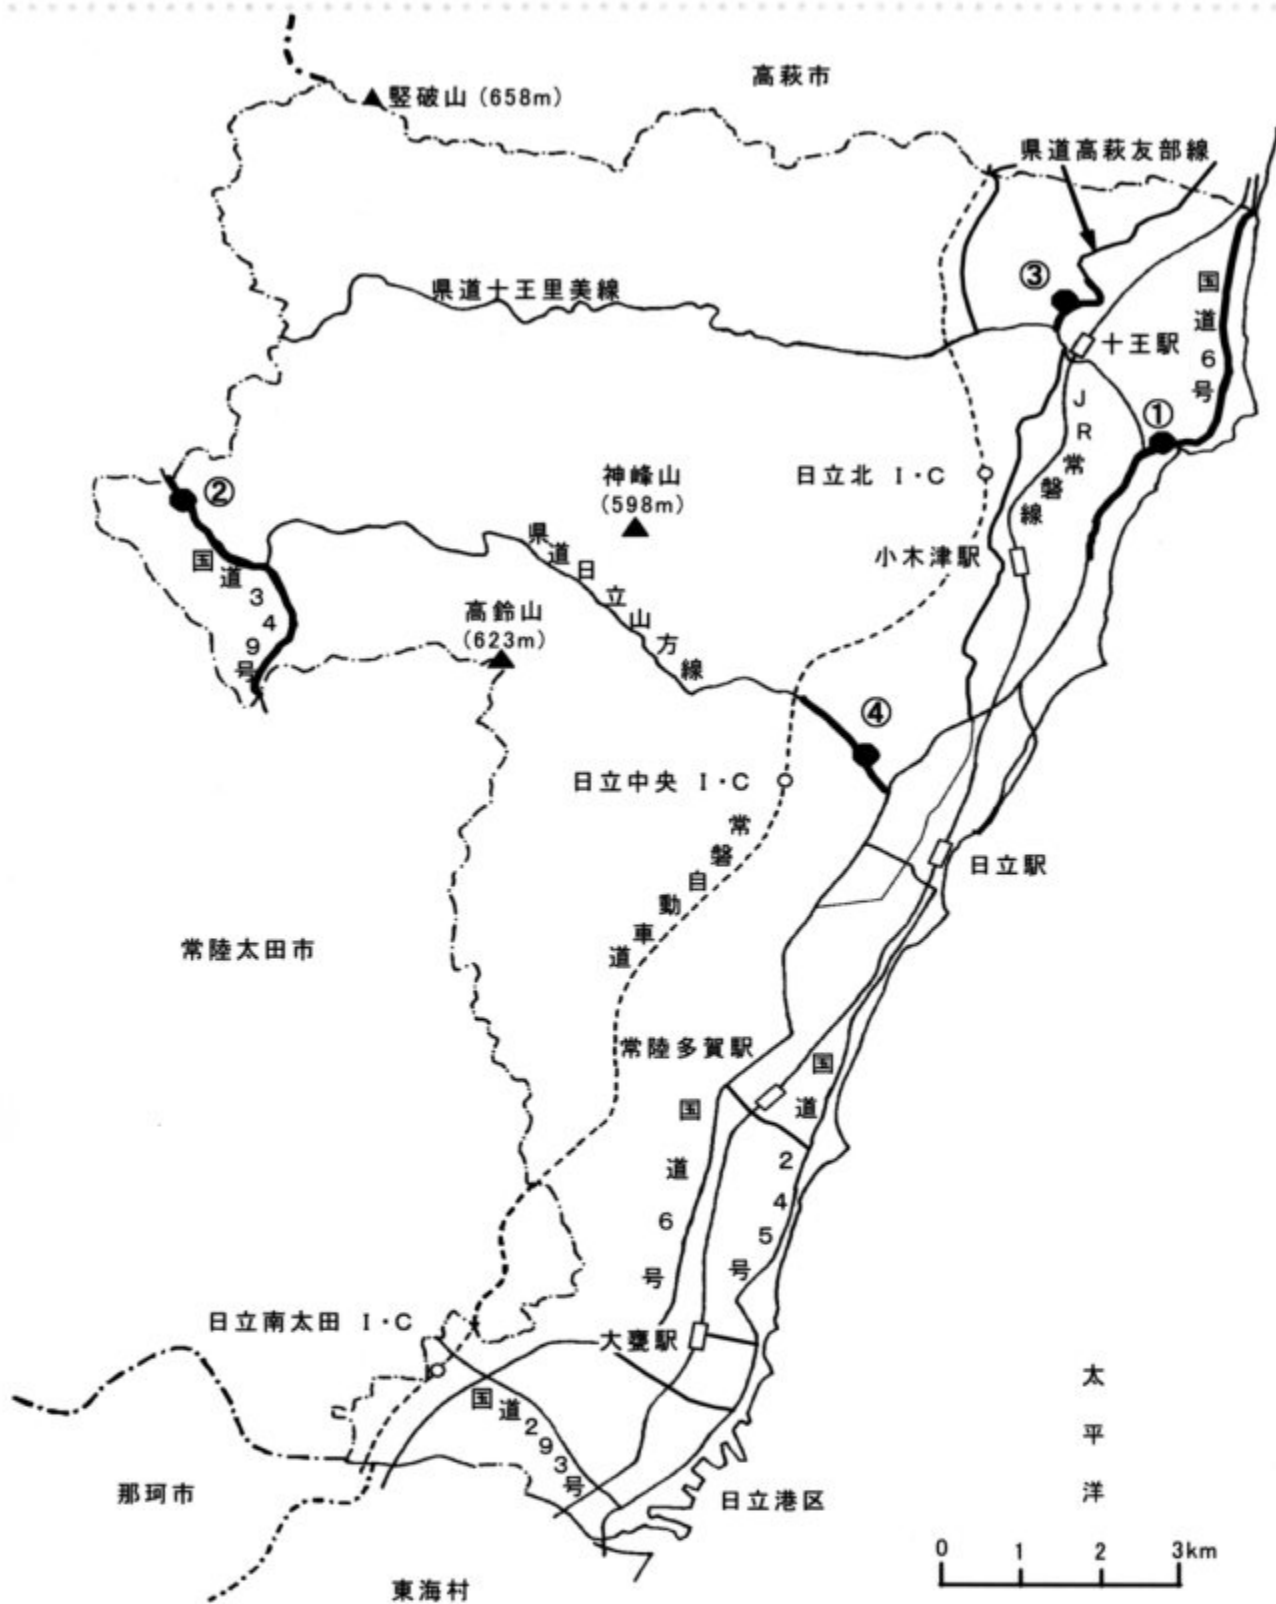 高萩市
竪破山 (658m)
県道高萩友部線
③
国道6号
県道十王里美線
十王駅
①
JR常磐線
②
神峰山
(598m)
日立北 I・C
国道349号
県道日立山方線
小木津駅
高鈴山
(623m)
④
日立中央 I・C
常磐自動車道
日立駅
常陸太田市
常陸多賀駅
国道245号
国道6号
日立南太田 I・C
大甕駅
国道293号
太平洋
那珂市
日立港区
0 1 2 3km
東海村